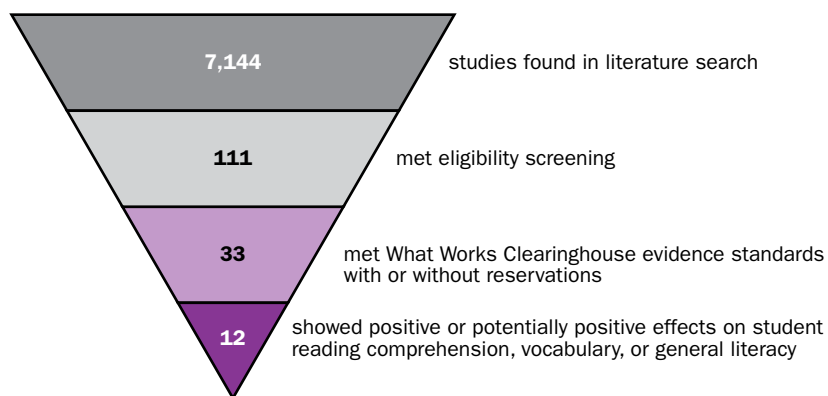 7,144
studies found in literature search
111
met eligibility screening
33
met What Works Clearinghouse evidence standards
with or without reservations
12
showed positive or potentially positive effects on student
reading comprehension, vocabulary, or general literacy